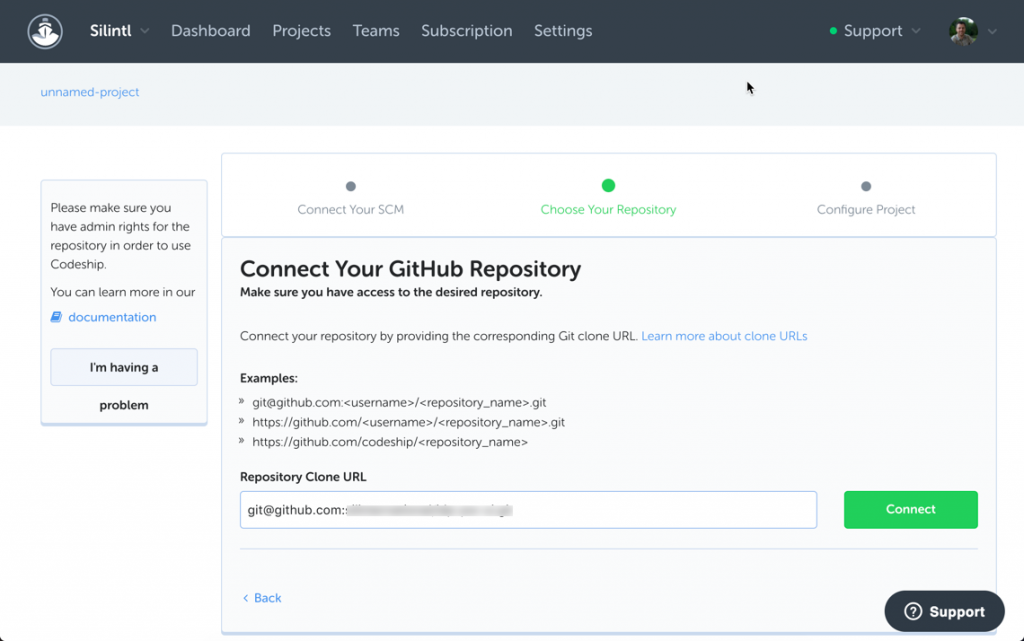 Silintl Dashboard Projects Teams Subscription Settings Support
unnamed-project
Please make sure you
have admin rights for the
repository in order to use
Codeship.
You can learn more in our
documentation
I'm having a
problem
Connect Your SCM Choose Your Repository Configure Project
Connect Your GitHub Repository
Make sure you have access to the desired repository.
Connect your repository by providing the corresponding Git clone URL. Learn more about clone URLs
Examples:
» git@github.com:<username>/<repository_name>.git
» https://github.com/<username>/<repository_name>.git
» https://github.com/codeship/<repository_name>
Repository Clone URL
git@github.com:
Connect
‹ Back
Support